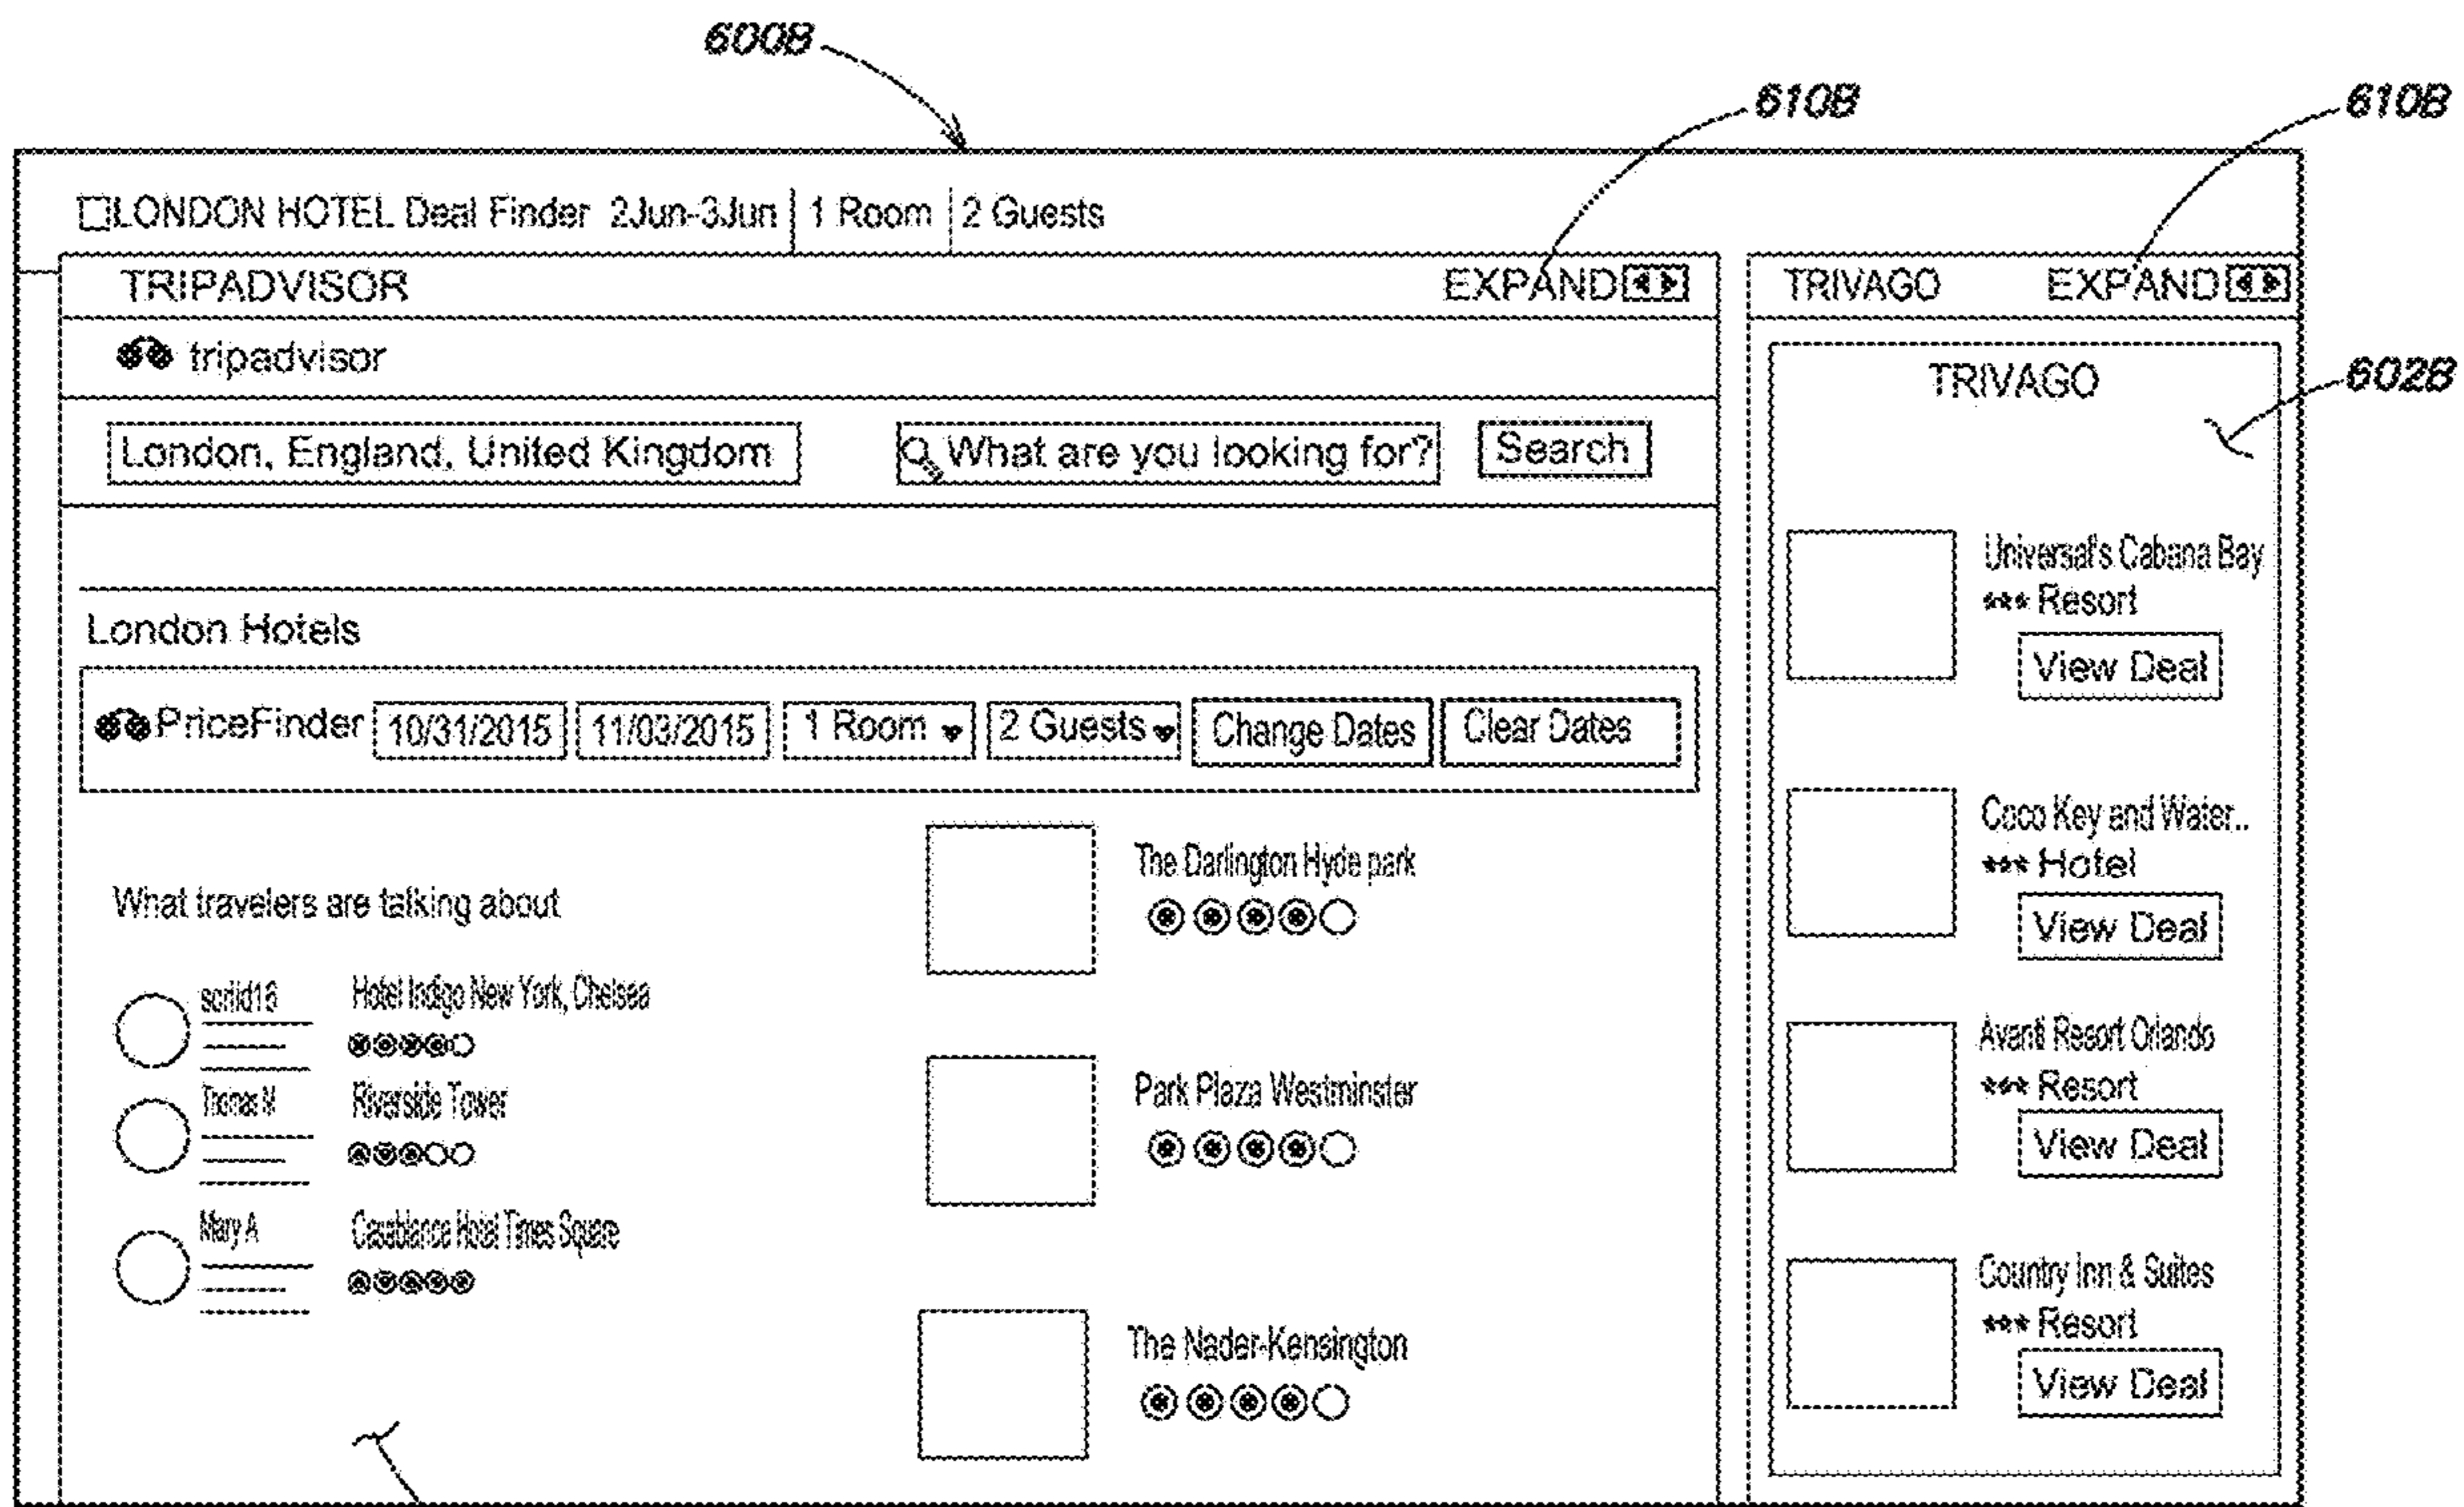 600B
610B
610B
LONDON HOTEL Deal Finder 2Jun-3Jun 1 Room 2 Guests
TRIPADVISOR EXPAND
tripadvisor
London, England, United Kingdom What are you looking for? Search
London Hotels
PriceFinder 10/31/2015 11/03/2015 1 Room 2 Guests Change Dates Clear Dates
What travelers are talking about
Hotel Indigo New York, Chelsea
Thomas M Riverside Tower
Mary A Casablance Hotel Times Square
The Darlington Hyde park
Park Plaza Westminster
The Nader-Kensington
TRIVAGO EXPAND
TRIVAGO
602B
Universal's Cabana Bay
*** Resort
View Deal
Coco Key and Water..
*** Hotel
View Deal
Avanti Resort Orlando
*** Resort
View Deal
Country Inn & Suites
*** Resort
View Deal